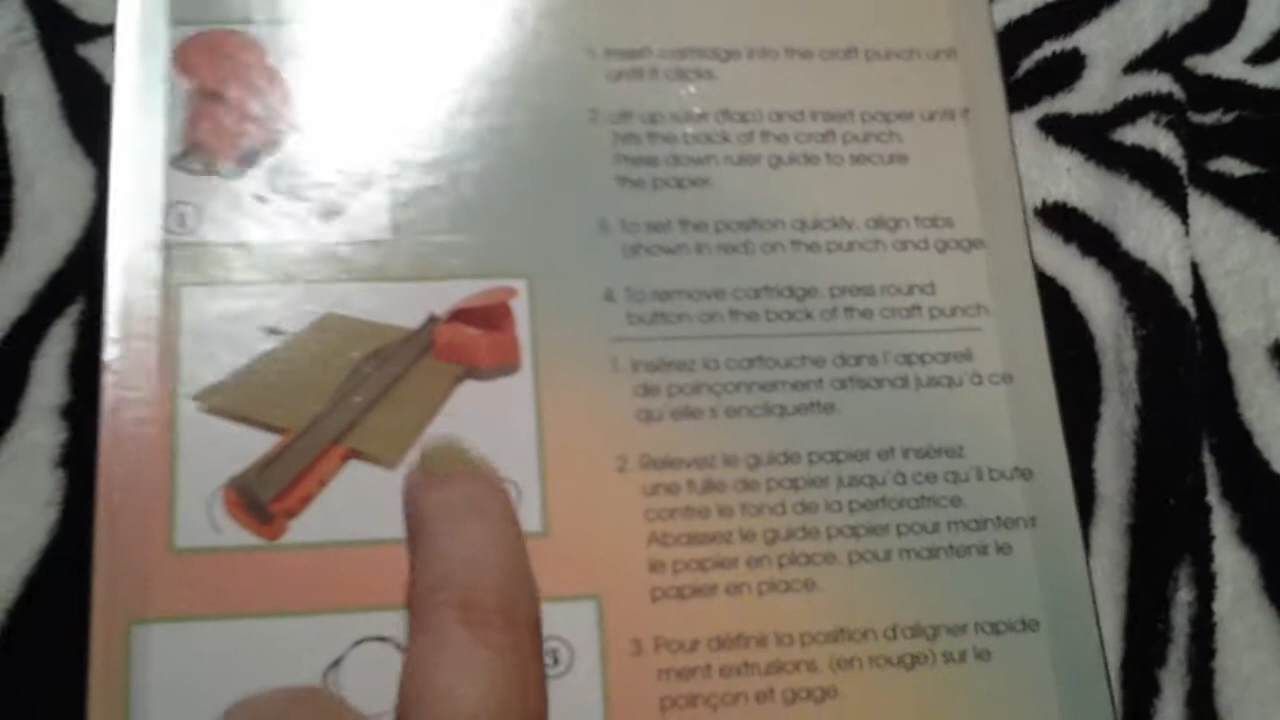 1
1. Insert cartridge into the craft punch unit
until it clicks.
2. Lift up ruler (flap) and insert paper until it
hits the back of the craft punch.
Press down ruler guide to secure
the paper.
3. To set the position quickly, align tabs
(shown in red) on the punch and gage.
4. To remove cartridge, press round
button on the back of the craft punch.
1. Insérez la cartouche dans l'appareil
de poinçonnement artisanal jusqu'à ce
qu'elle s'encliquette.
2. Relevez le guide papier et insérez
une fulle de papier jusqu'à ce qu'il bute
contre le fond de la perforatrice.
Abaissez le guide papier pour maintenir
le papier en place, pour maintenir le
papier en place.
3
3. Pour définir la position d'aligner rapide
ment extrusions, (en rouge) sur le
poinçon et gage.